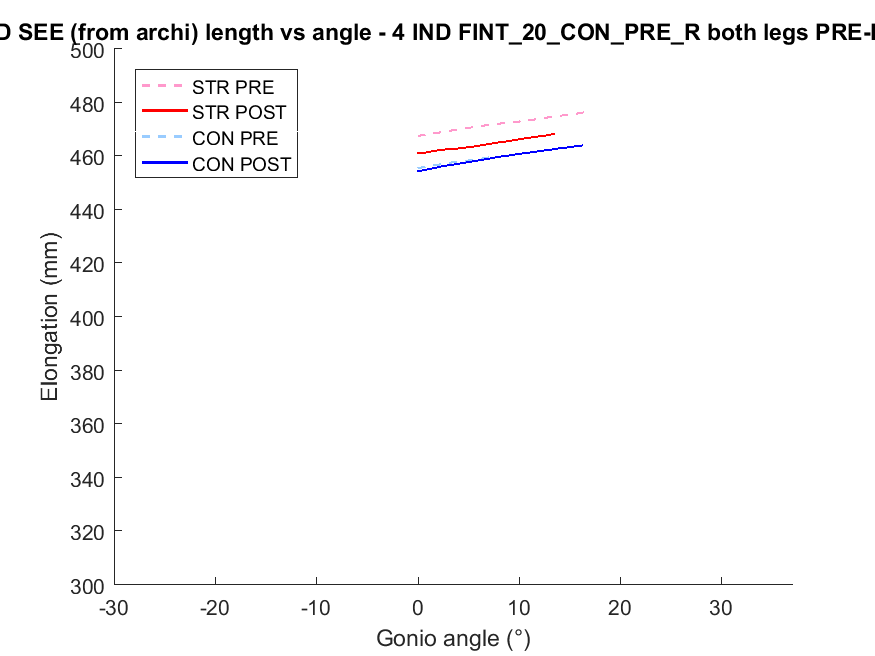 D SEE (from archi) length vs angle - 4 IND FINT_20_CON_PRE_R both legs PRE-
500
480
460
440
420
400
380
360
340
320
300
Elongation (mm)
STR PRE
STR POST
CON PRE
CON POST
-30
-20
-10
0
10
20
30
Gonio angle (°)